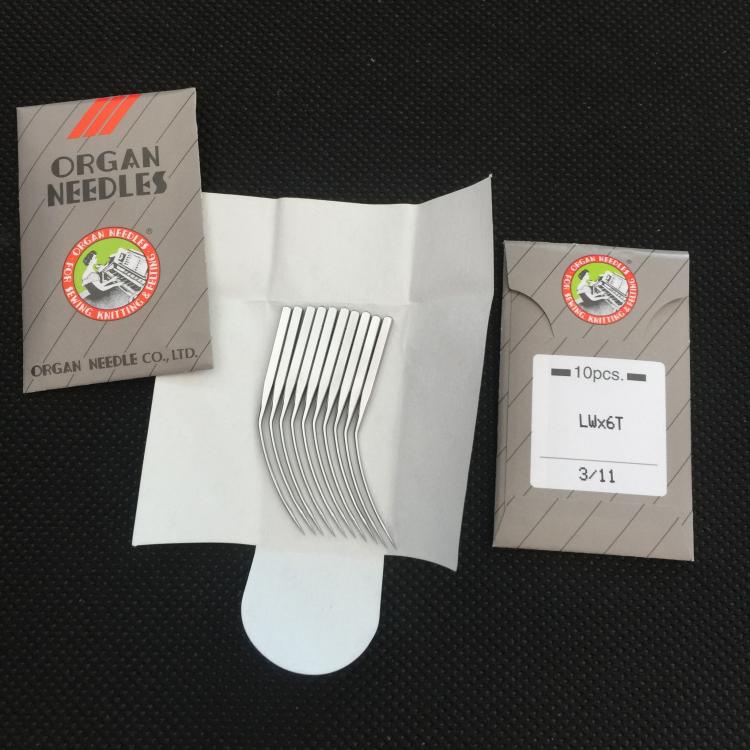 ORGAN
NEEDLES
ORGAN NEEDLES
FOR SEWING, KNITTING & FELTING
®
ORGAN NEEDLE CO., LTD.
ORGAN NEEDLES
FOR SEWING, KNITTING & FELTING
®
10pcs.
LWx6T
3/11